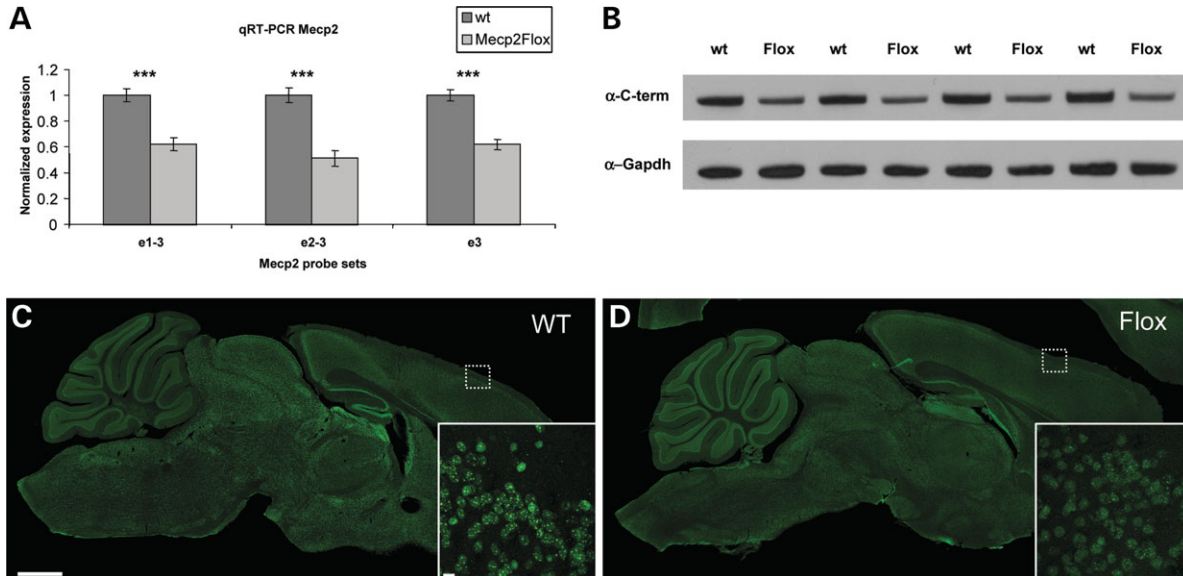 A
qRT-PCR Mecp2
wt
Mecp2Flox
Normalized expression
1.2
1
0.8
0.6
0.4
0.2
0
***
***
***
e1-3
e2-3
e3
Mecp2 probe sets
B
wt Flox wt Flox wt Flox wt Flox
α-C-term
α–Gapdh
C
WT
D
Flox